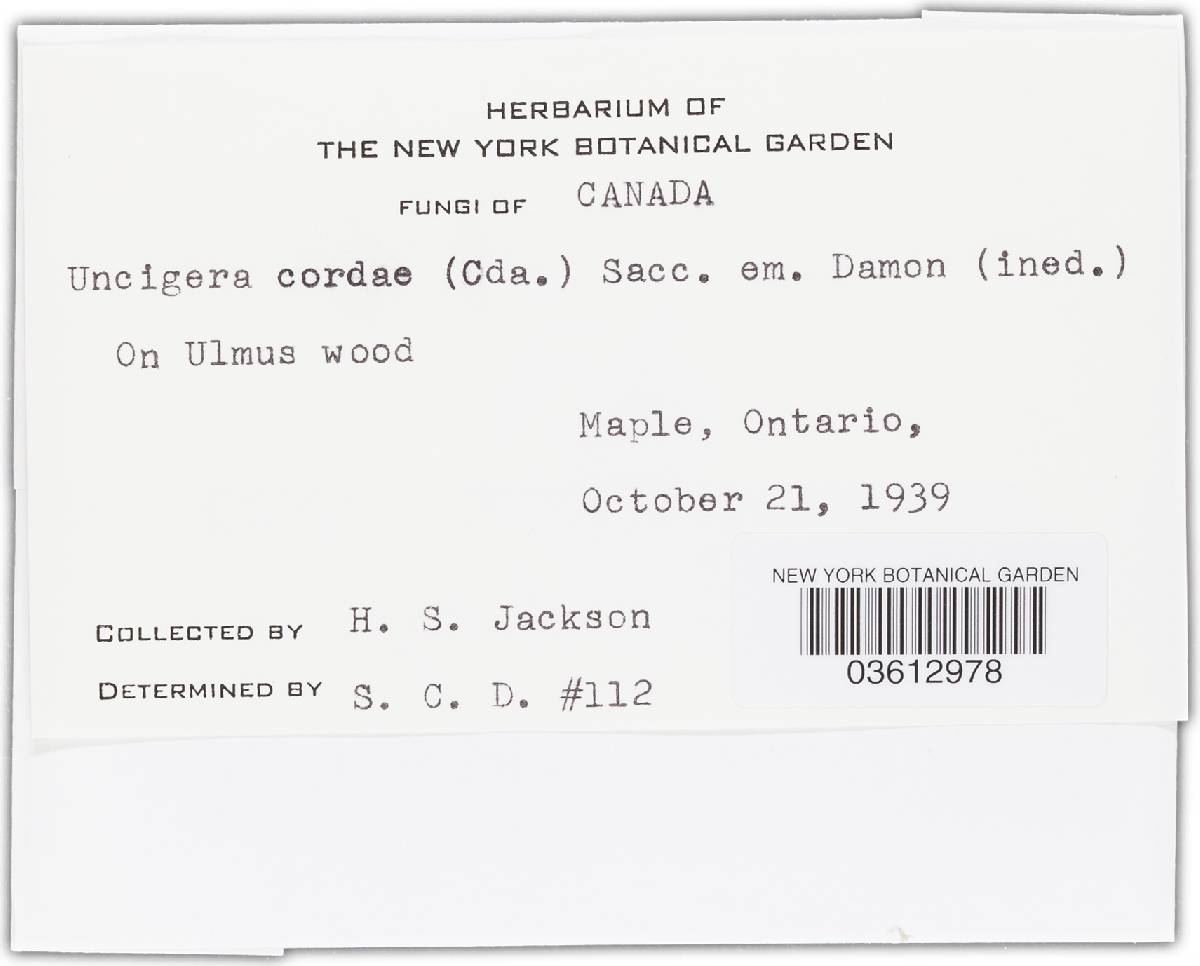 HERBARIUM OF
THE NEW YORK BOTANICAL GARDEN
FUNGI OF CANADA
Uncigera cordae (Cda.) Sacc. em. Damon (ined.)
On Ulmus wood
Maple, Ontario,
October 21, 1939
NEW YORK BOTANICAL GARDEN
03612978
COLLECTED BY H. S. Jackson
DETERMINED BY S. C. D. #112